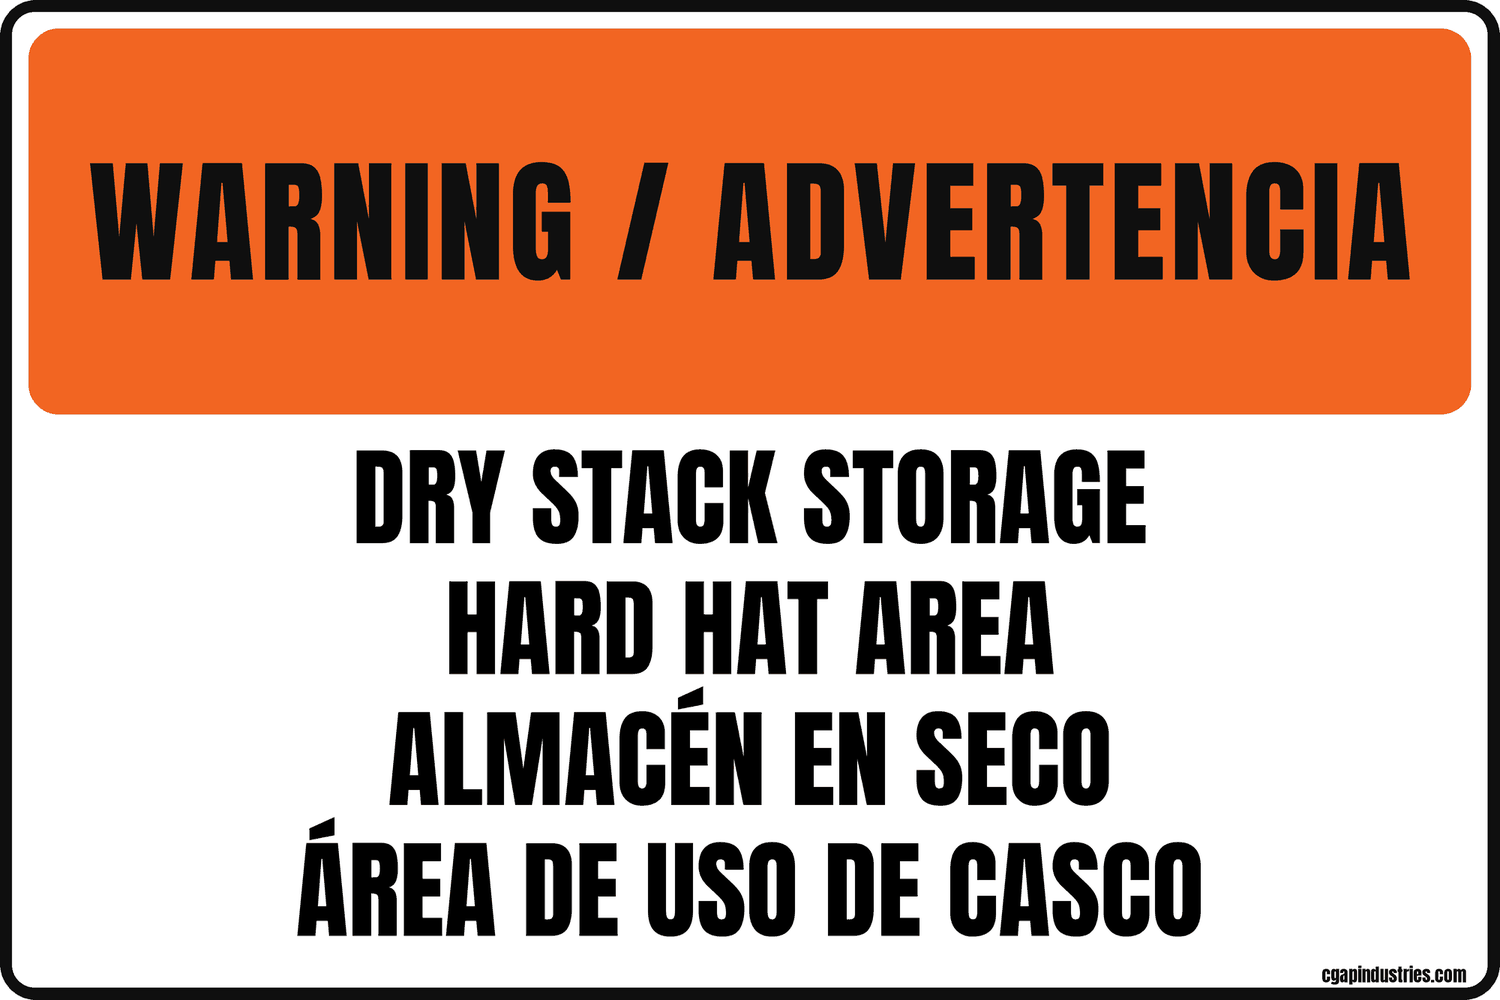 WARNING / ADVERTENCIA
DRY STACK STORAGE
HARD HAT AREA
ALMACÉN EN SECO
ÁREA DE USO DE CASCO
cgapindustries.com